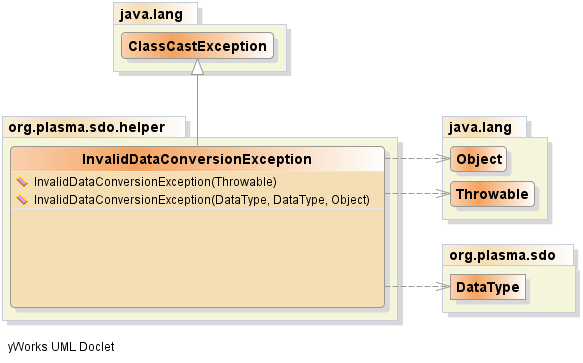 java.lang
ClassCastException
org.plasma.sdo.helper
InvalidDataConversionException
InvalidDataConversionException(Throwable)
InvalidDataConversionException(DataType, DataType, Object)
java.lang
Object
Throwable
org.plasma.sdo
DataType
yWorks UML Doclet